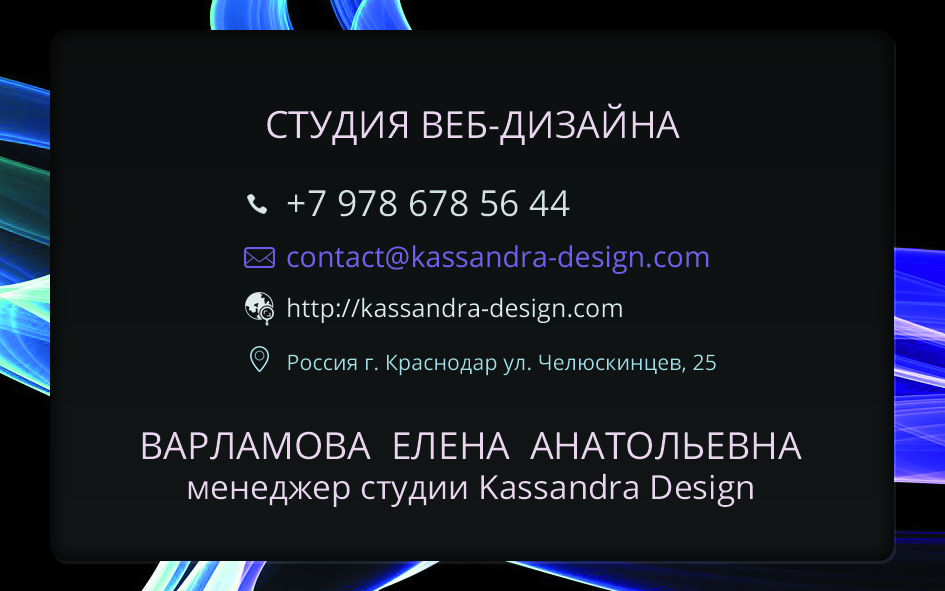 СТУДИЯ ВЕБ-ДИЗАЙНА
+7 978 678 56 44
contact@kassandra-design.com
http://kassandra-design.com
Россия г. Краснодар ул. Челюскинцев, 25
ВАРЛАМОВА ЕЛЕНА АНАТОЛЬЕВНА
менеджер студии Kassandra Design